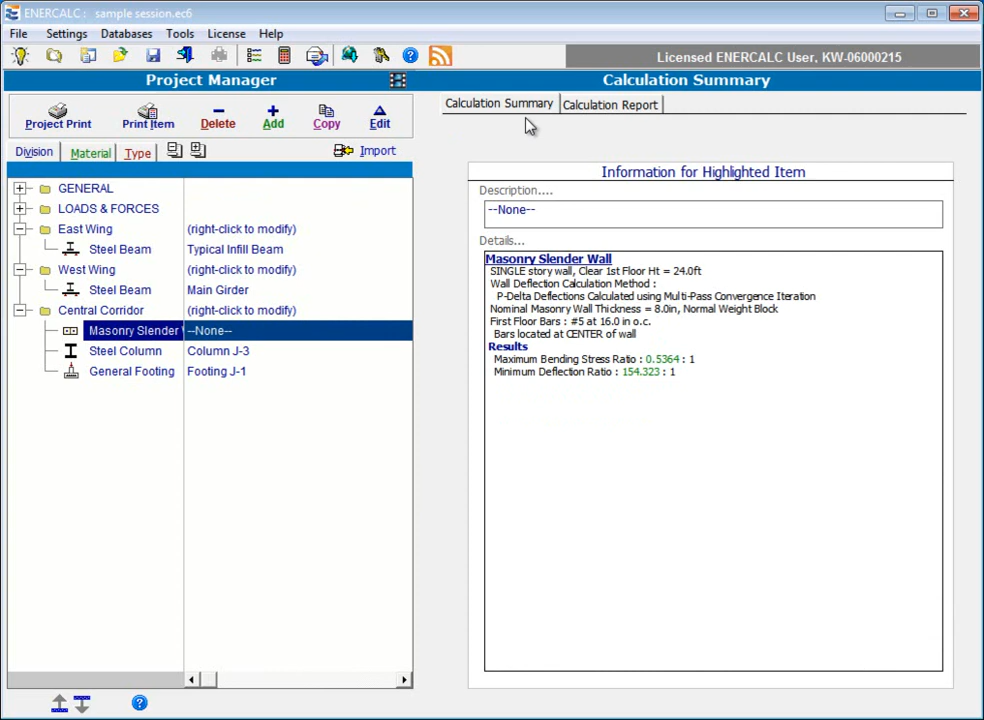 ENERCALC : sample session.ec6
File Settings Databases Tools License Help
Licensed ENERCALC User, KW-06000215
Project Manager
Calculation Summary
Project Print Print Item Delete Add Copy Edit
Calculation Summary Calculation Report
Division Material Type Import
Information for Highlighted Item
Description....
--None--
Details...
GENERAL
LOADS & FORCES
East Wing (right-click to modify)
Steel Beam Typical Infill Beam
West Wing (right-click to modify)
Steel Beam Main Girder
Central Corridor (right-click to modify)
Masonry Slender --None--
Steel Column Column J-3
General Footing Footing J-1
Masonry Slender Wall
SINGLE story wall, Clear 1st Floor Ht = 24.0ft
Wall Deflection Calculation Method :
P-Delta Deflections Calculated using Multi-Pass Convergence Iteration
Nominal Masonry Wall Thickness = 8.0in, Normal Weight Block
First Floor Bars : #5 at 16.0 in o.c.
Bars located at CENTER of wall
Results
Maximum Bending Stress Ratio : 0.5364 : 1
Minimum Deflection Ratio : 154.323 : 1